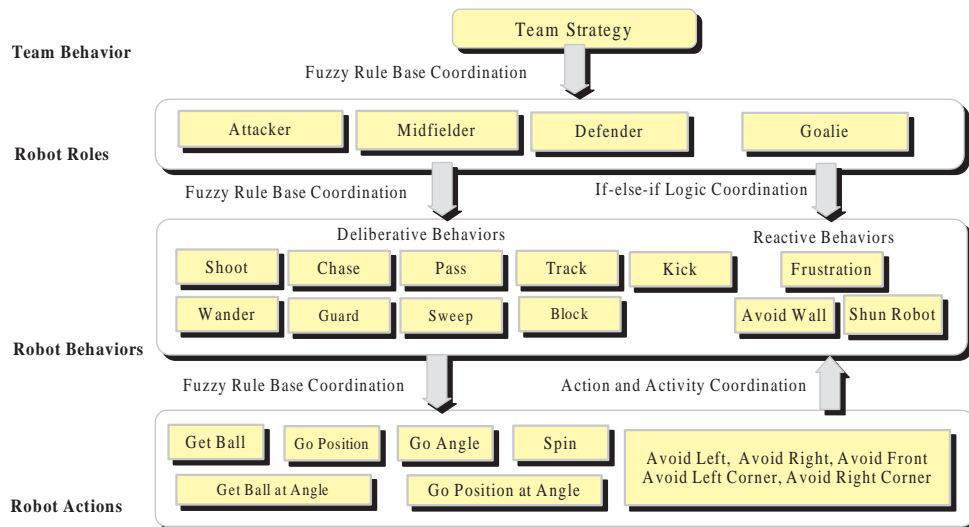 Team Strategy
Team Behavior
Fuzzy Rule Base Coordination
Attacker
Midfielder
Defender
Goalie
Robot Roles
Fuzzy Rule Base Coordination
If-else-if Logic Coordination
Deliberative Behaviors
Reactive Behaviors
Shoot
Chase
Pass
Track
Kick
Frustration
Wander
Guard
Sweep
Block
Avoid Wall
Shun Robot
Robot Behaviors
Fuzzy Rule Base Coordination
Action and Activity Coordination
Get Ball
Go Position
Go Angle
Spin
Avoid Left, Avoid Right, Avoid Front
Avoid Left Corner, Avoid Right Corner
Get Ball at Angle
Go Position at Angle
Robot Actions